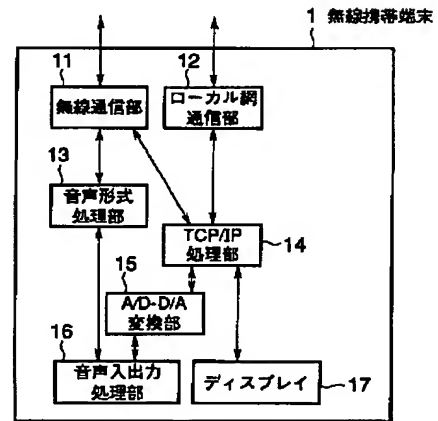 1 無線携帯端末
11
12
無線通信部
ローカル網
通信部
13
音声形式
処理部
TCP/IP
処理部
14
15
A/D-D/A
変換部
16
音声入出力
処理部
ディスプレイ
17